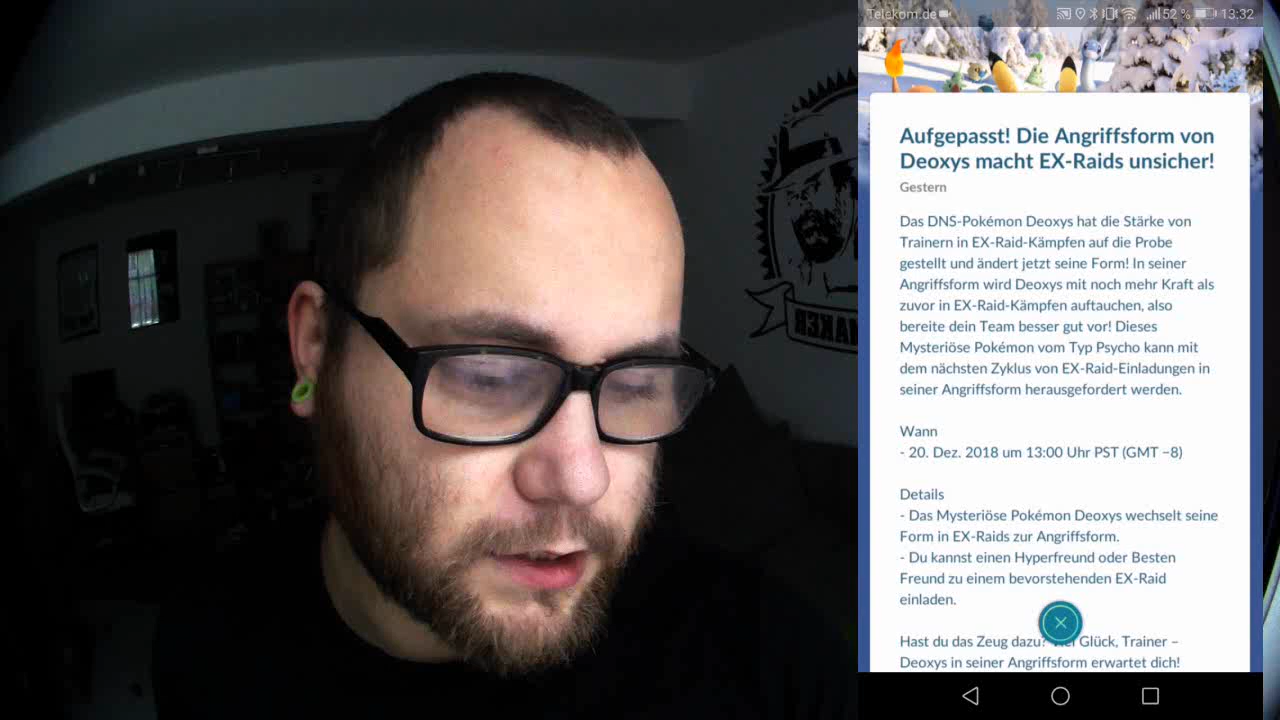 Telekom.de
52 %
13:32
Aufgepasst! Die Angriffsform von
Deoxys macht EX-Raids unsicher!
Gestern
Das DNS-Pokémon Deoxys hat die Stärke von
Trainern in EX-Raid-Kämpfen auf die Probe
gestellt und ändert jetzt seine Form! In seiner
Angriffsform wird Deoxys mit noch mehr Kraft als
zuvor in EX-Raid-Kämpfen auftauchen, also
bereite dein Team besser gut vor! Dieses
Mysteriöse Pokémon vom Typ Psycho kann mit
dem nächsten Zyklus von EX-Raid-Einladungen in
seiner Angriffsform herausgefordert werden.
Wann
- 20. Dez. 2018 um 13:00 Uhr PST (GMT −8)
Details
- Das Mysteriöse Pokémon Deoxys wechselt seine
Form in EX-Raids zur Angriffsform.
- Du kannst einen Hyperfreund oder Besten
Freund zu einem bevorstehenden EX-Raid
einladen.
Hast du das Zeug dazu? Glück, Trainer –
Deoxys in seiner Angriffsform erwartet dich!